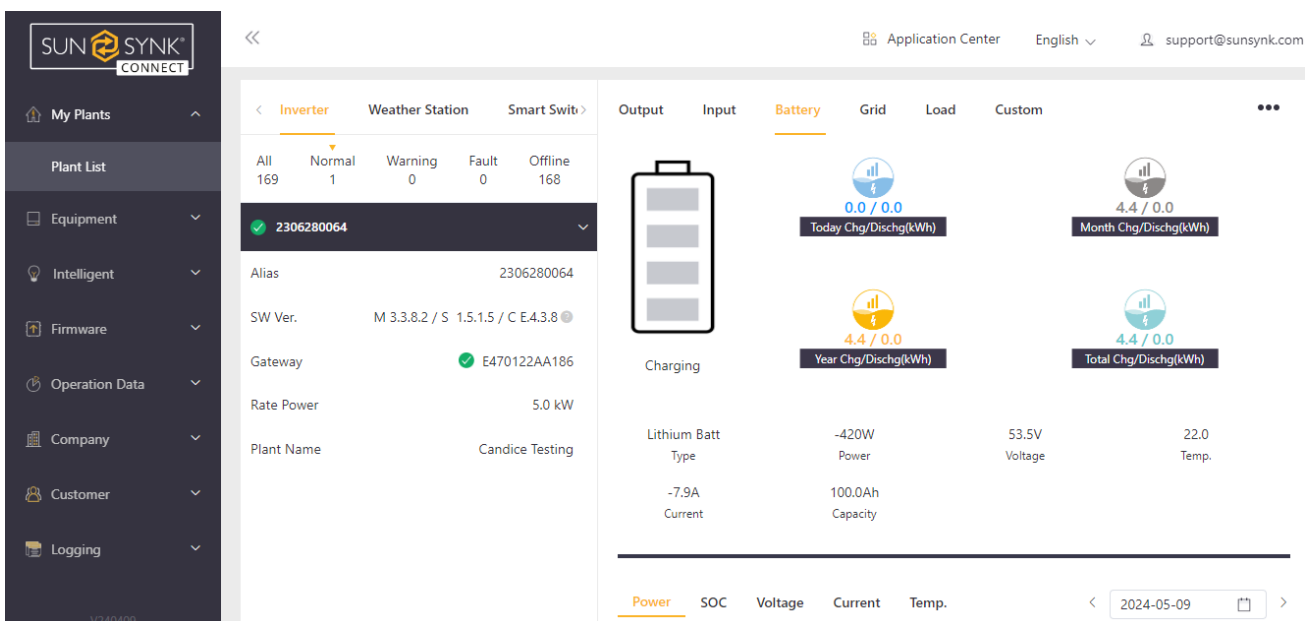 SUN SYNK®
CONNECT
My Plants
Plant List
Equipment
Intelligent
Firmware
Operation Data
Company
Customer
Logging
V240409
Application Center English support@sunsynk.com
Inverter Weather Station Smart Swit
All Normal Warning Fault Offline
169 1 0 0 168
2306280064
Alias 2306280064
SW Ver. M 3.3.8.2 / S 1.5.1.5 / C E.4.3.8
Gateway E470122AA186
Rate Power 5.0 kW
Plant Name Candice Testing
Output Input Battery Grid Load Custom
0.0 / 0.0
Today Chg/Dischg(kWh)
4.4 / 0.0
Month Chg/Dischg(kWh)
4.4 / 0.0
Year Chg/Dischg(kWh)
4.4 / 0.0
Total Chg/Dischg(kWh)
Charging
Lithium Batt -420W 53.5V 22.0
Type Power Voltage Temp.
-7.9A 100.0Ah
Current Capacity
Power SOC Voltage Current Temp. 2024-05-09